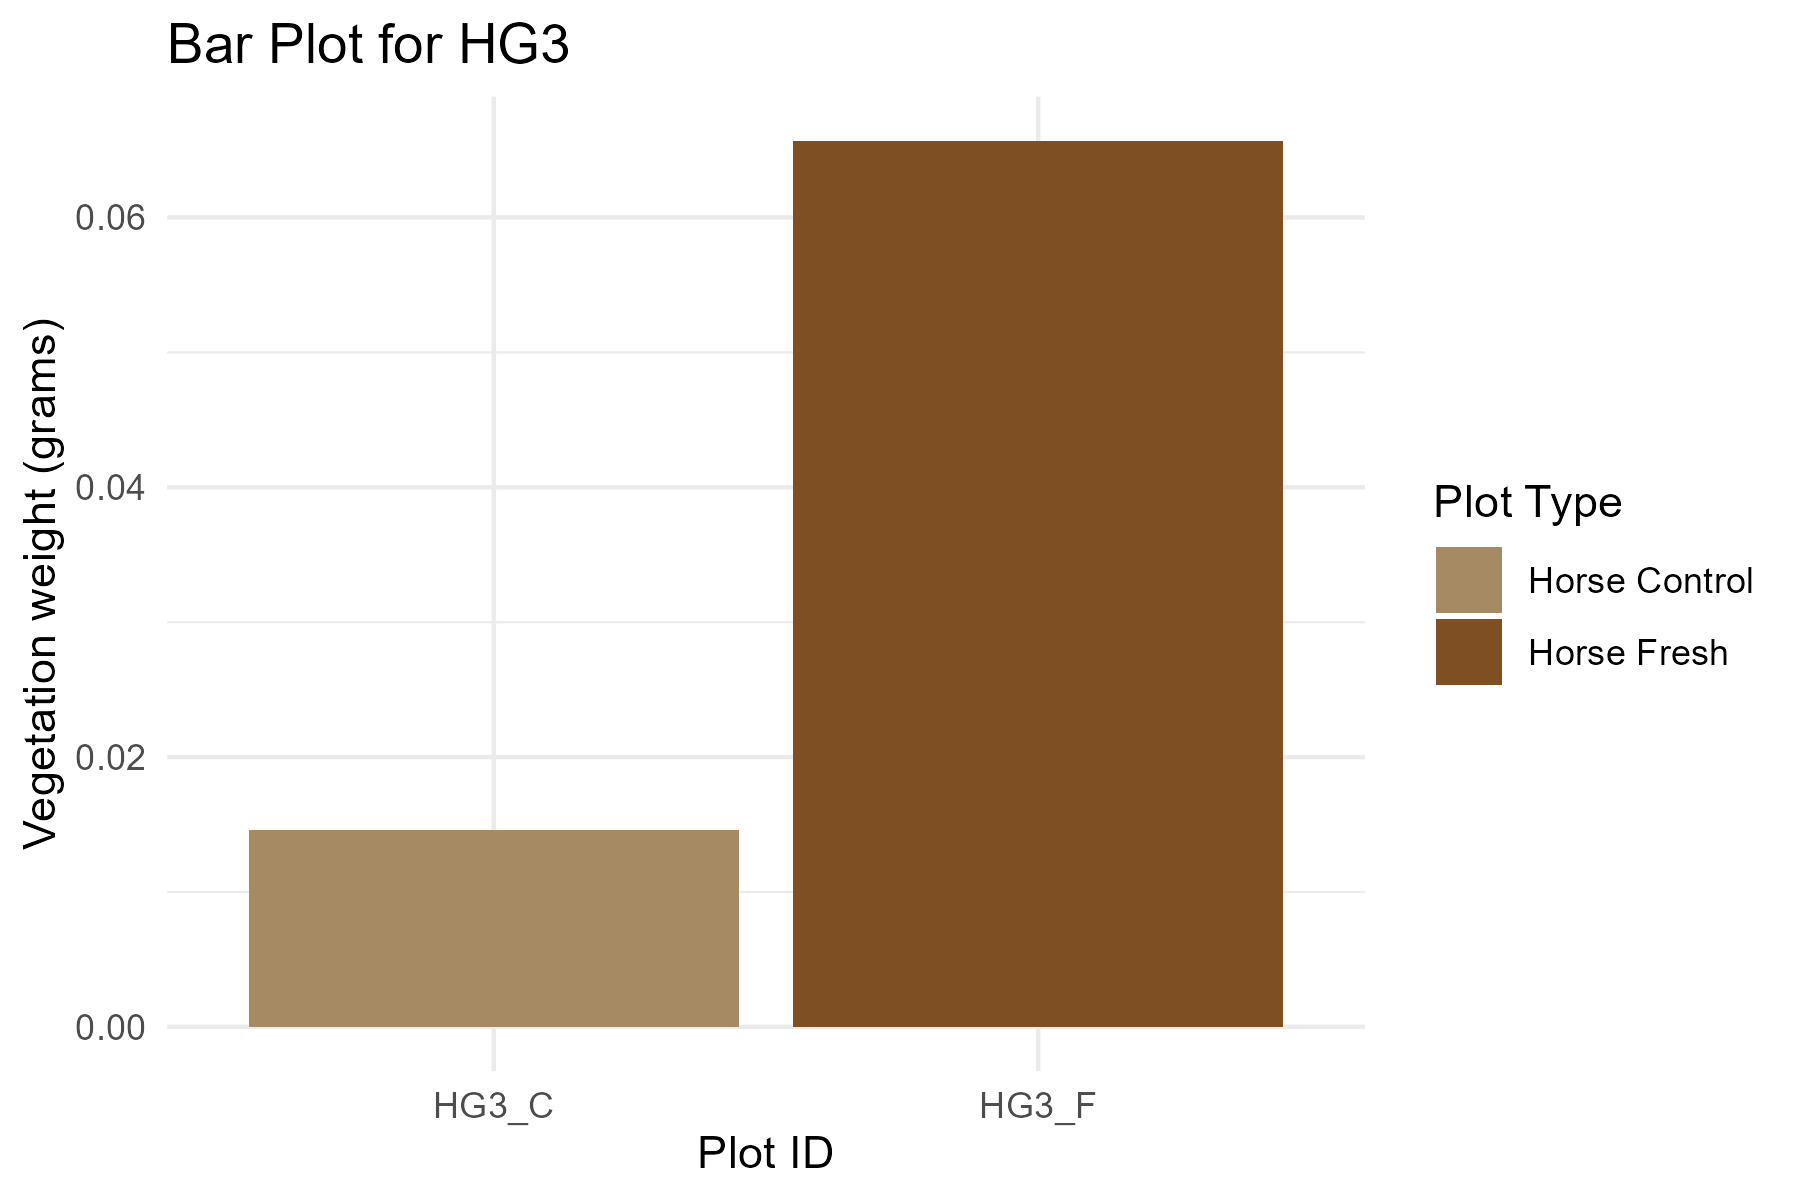 Bar Plot for HG3
Vegetation weight (grams)
0.06
0.04
0.02
0.00
HG3_C
HG3_F
Plot ID
Plot Type
Horse Control
Horse Fresh